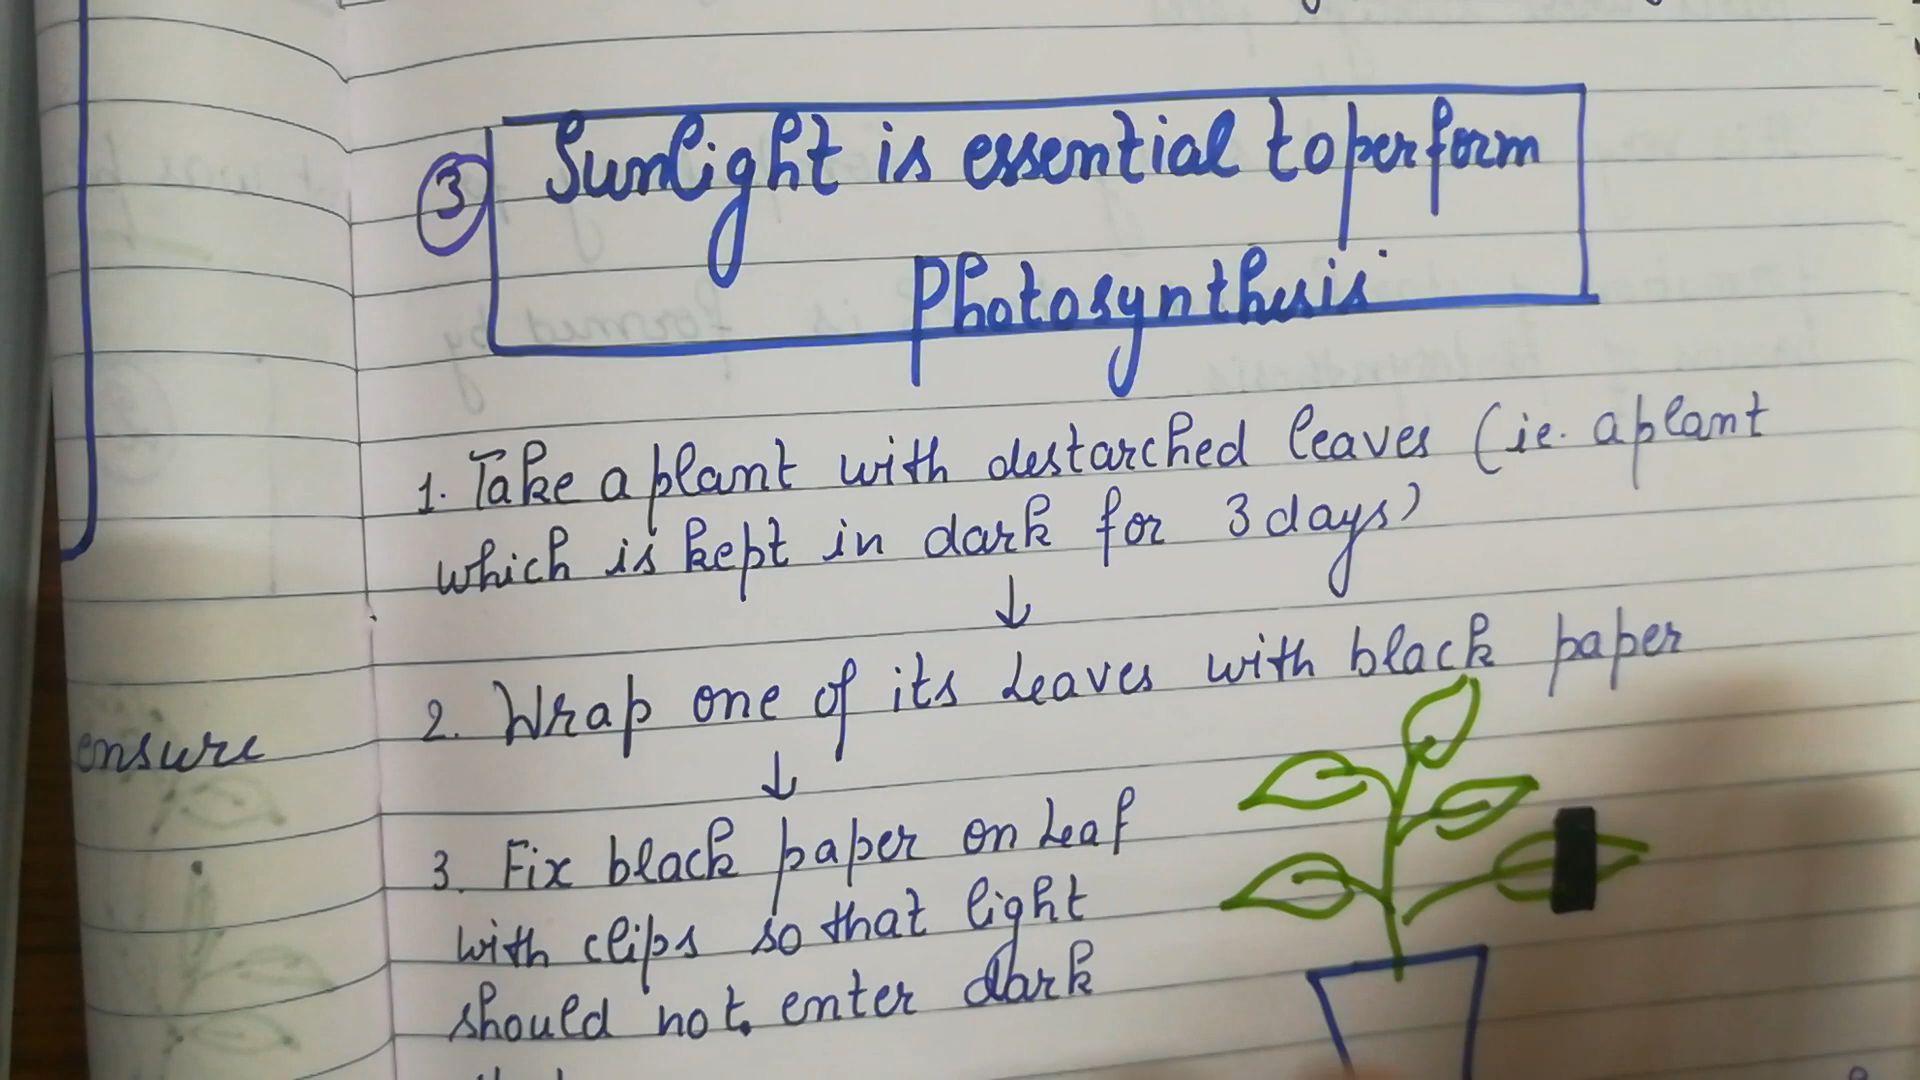 ③ Sunlight is essential to perform
Photosynthesis
1. Take a plant with destarched leaves (ie. a plant
which is kept in dark for 3 days)
↓
2. Wrap one of its leaves with black paper
↓
ensure
3. Fix black paper on leaf
with clips so that light
should not enter dark